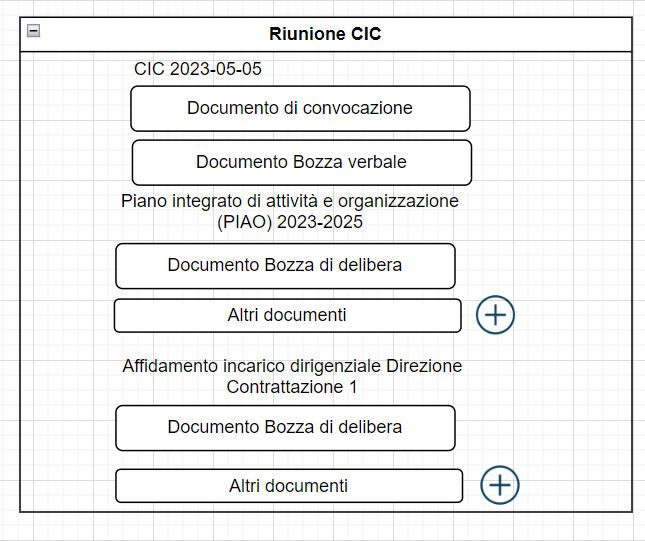 Riunione CIC
CIC 2023-05-05
Documento di convocazione
Documento Bozza verbale
Piano integrato di attività e organizzazione
(PIAO) 2023-2025
Documento Bozza di delibera
Altri documenti
Affidamento incarico dirigenziale Direzione
Contrattazione 1
Documento Bozza di delibera
Altri documenti